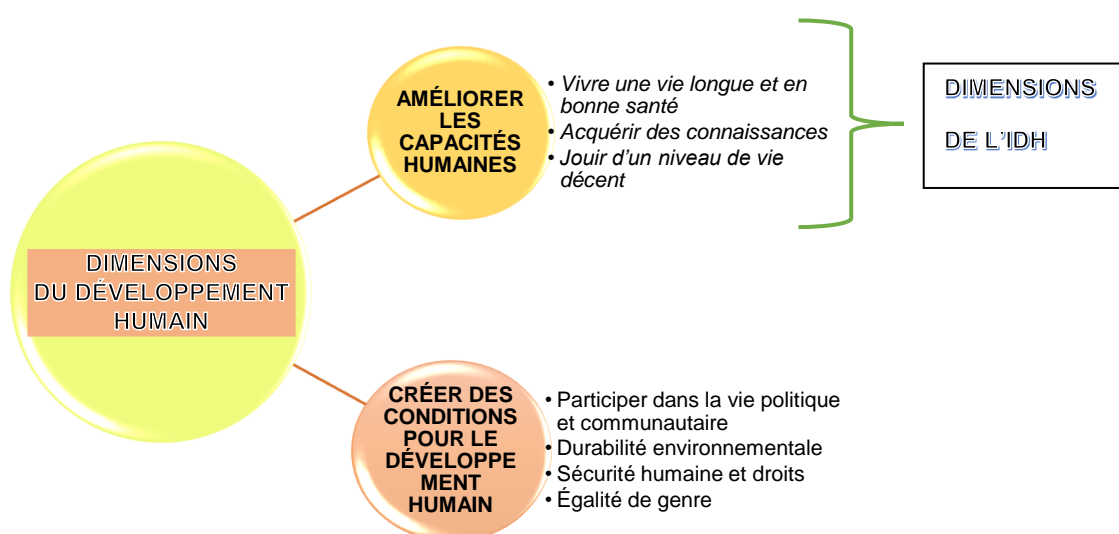 DIMENSIONS
DU DÉVELOPPEMENT
HUMAIN
AMÉLIORER
LES
CAPACITÉS
HUMAINES
• Vivre une vie longue et en
bonne santé
• Acquérir des connaissances
• Jouir d'un niveau de vie
décent
DIMENSIONS
DE L'IDH
CRÉER DES
CONDITIONS
POUR LE
DÉVELOPPE
MENT
HUMAIN
• Participer dans la vie politique
et communautaire
• Durabilité environnementale
• Sécurité humaine et droits
• Égalité de genre